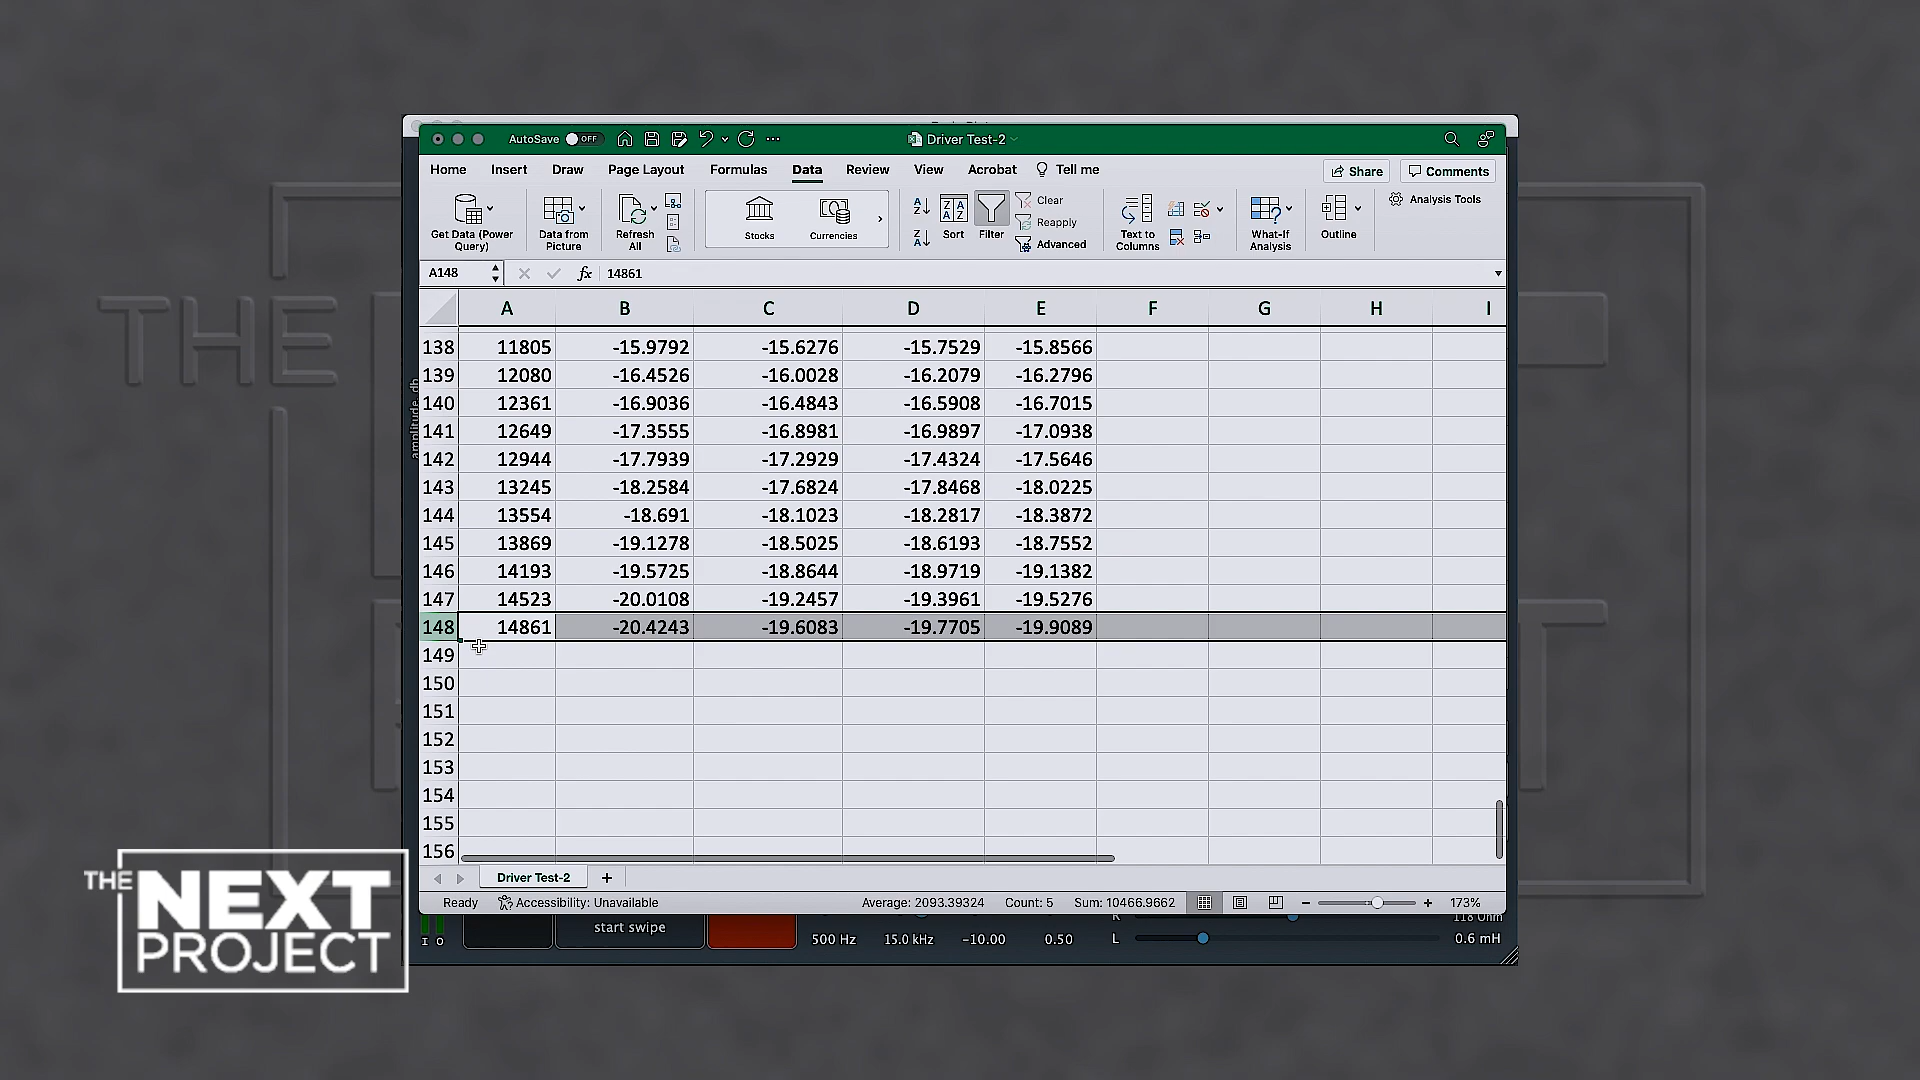 THE
AutoSave OFF
Driver Test-2
Home Insert Draw Page Layout Formulas Data Review View Acrobat Tell me
Share Comments
Get Data (Power Query)
Data from Picture
Refresh All
Stocks
Currencies
Sort
Filter
Clear
Reapply
Advanced
Text to Columns
What-If Analysis
Outline
Analysis Tools
A148 fx 14861
A B C D E F G H I
amplitude, db
138 11805 -15.9792 -15.6276 -15.7529 -15.8566
139 12080 -16.4526 -16.0028 -16.2079 -16.2796
140 12361 -16.9036 -16.4843 -16.5908 -16.7015
141 12649 -17.3555 -16.8981 -16.9897 -17.0938
142 12944 -17.7939 -17.2929 -17.4324 -17.5646
143 13245 -18.2584 -17.6824 -17.8468 -18.0225
144 13554 -18.691 -18.1023 -18.2817 -18.3872
145 13869 -19.1278 -18.5025 -18.6193 -18.7552
146 14193 -19.5725 -18.8644 -18.9719 -19.1382
147 14523 -20.0108 -19.2457 -19.3961 -19.5276
148 14861 -20.4243 -19.6083 -19.7705 -19.9089
149
150
151
152
153
154
155
156
Driver Test-2 +
Ready Accessibility: Unavailable Average: 2093.39324 Count: 5 Sum: 10466.9662 173%
R 118 Ohm
I O start swipe 500 Hz 15.0 kHz -10.00 0.50 L 0.6 mH
THE NEXT
PROJECT